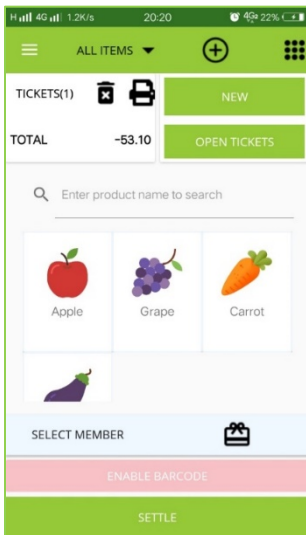 H 4G 1.2K/s 20:20 4G 22%
ALL ITEMS
TICKETS(1)
NEW
TOTAL -53.10
OPEN TICKETS
Enter product name to search
Apple Grape Carrot
SELECT MEMBER
ENABLE BARCODE
SETTLE